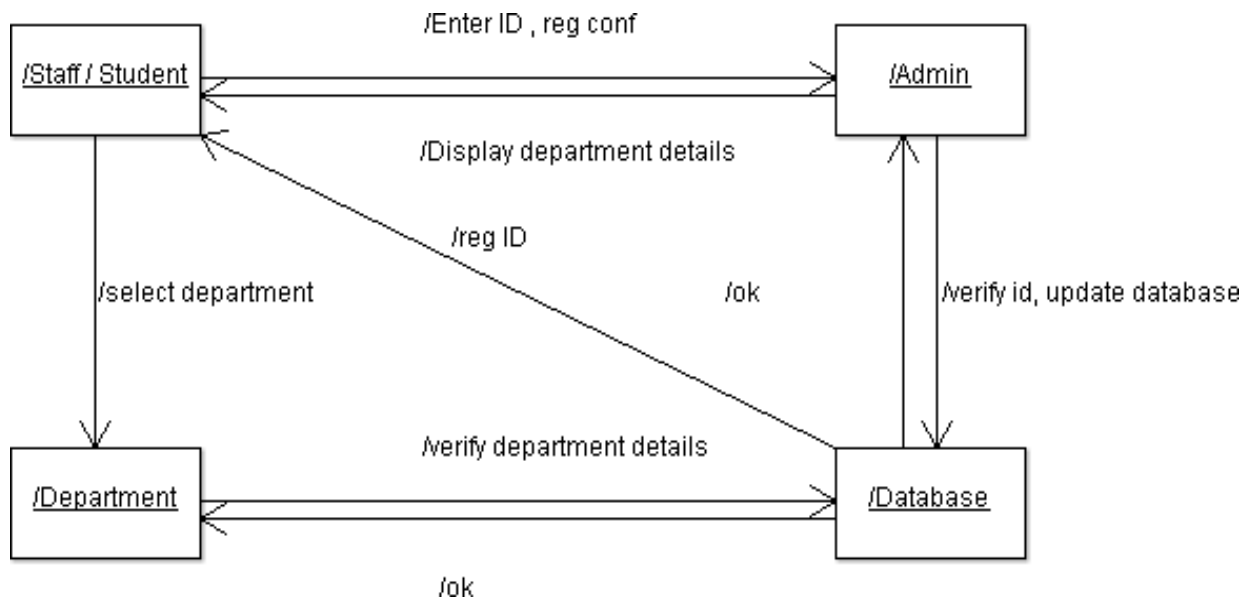 /Enter ID , reg conf
/Staff / Student
/Admin
/Display department details
/reg ID
/select department
/ok
/verify id, update database
/verify department details
/Department
/Database
/ok